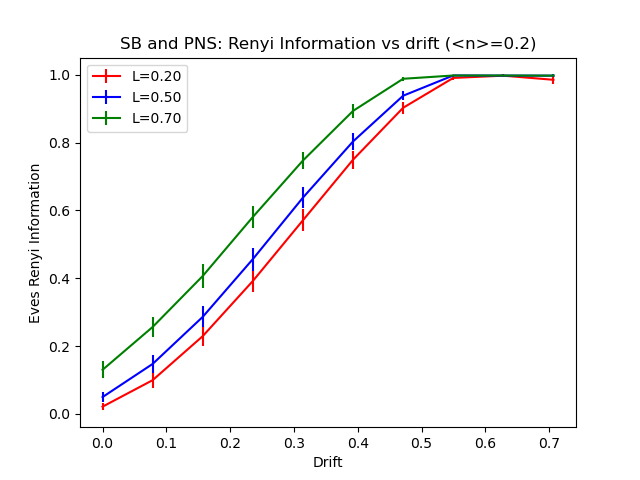 SB and PNS: Renyi Information vs drift (<n>=0.2)
L=0.20
L=0.50
L=0.70
Eves Renyi Information
1.0
0.8
0.6
0.4
0.2
0.0
0.0 0.1 0.2 0.3 0.4 0.5 0.6 0.7
Drift